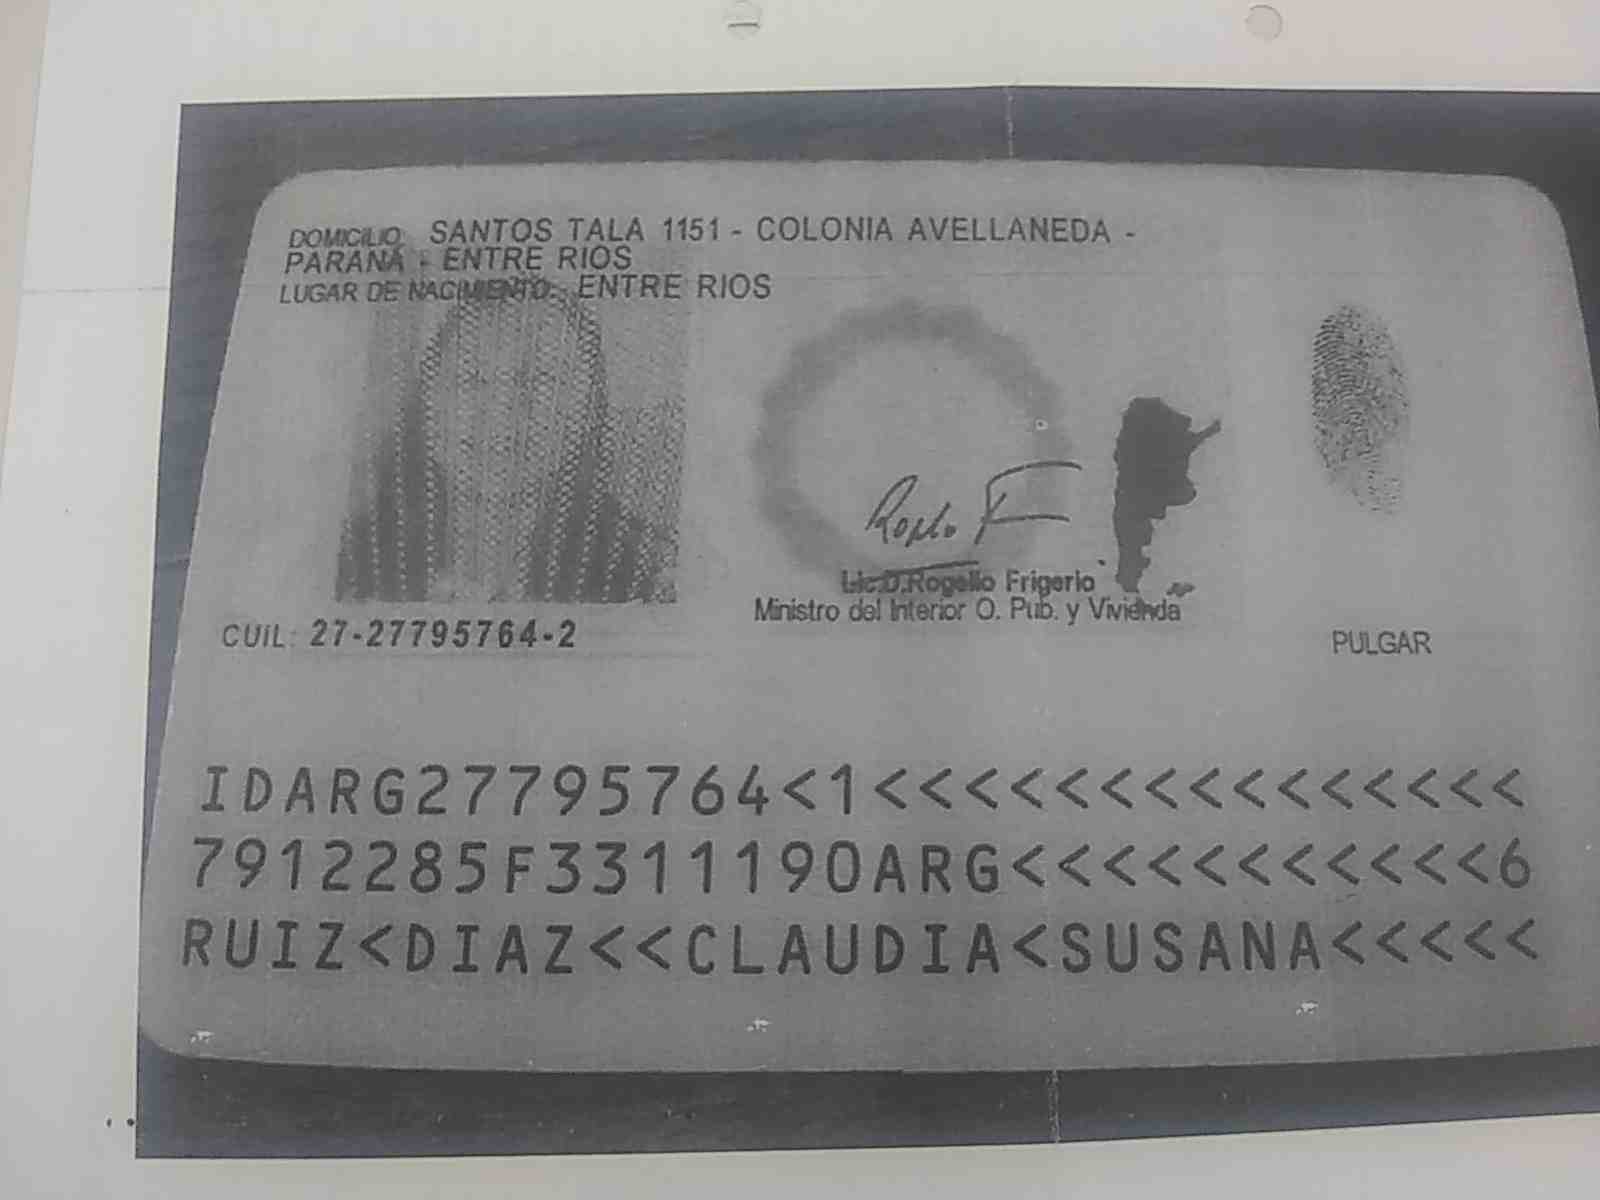 DOMICILIO: SANTOS TALA 1151 - COLONIA AVELLANEDA -
PARANA - ENTRE RIOS
LUGAR DE NACIMIENTO: ENTRE RIOS
Lic.D.Rogelio Frigerio
Ministro del Interior O. Pub. y Vivienda
CUIL: 27-27795764-2
PULGAR
IDARG27795764<1<<<<<<<<<<<<<<<
7912285F3311190ARG<<<<<<<<<<<6
RUIZ<DIAZ<<CLAUDIA<SUSANA<<<<<